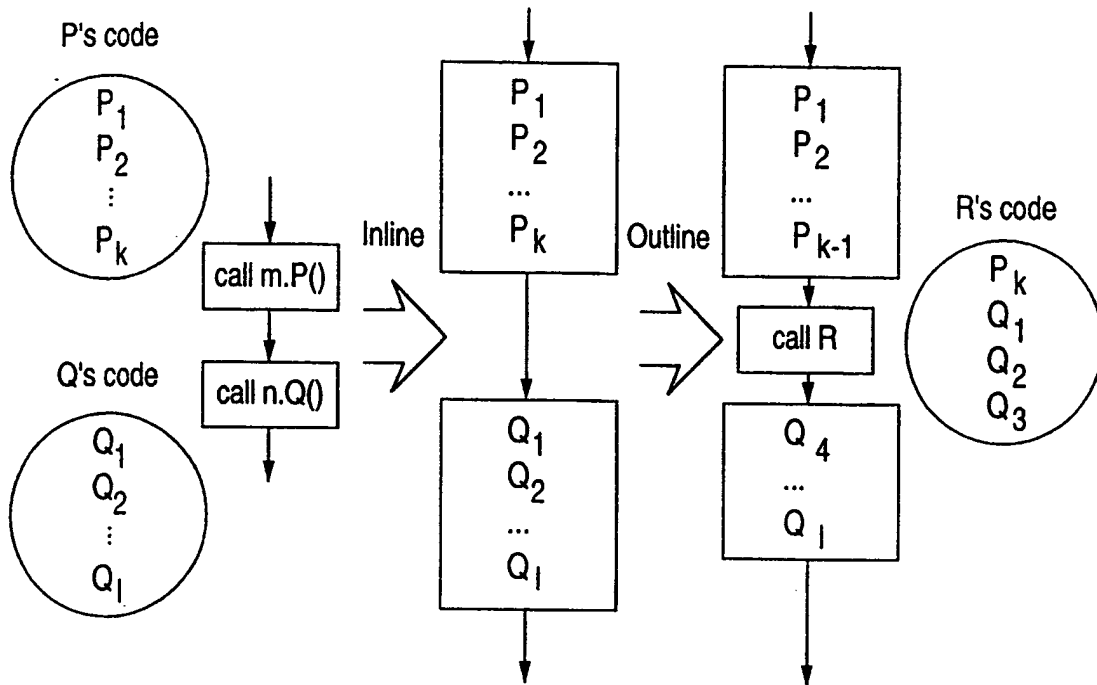 P's code
P1
P2
...
Pk
call m.P()
call n.Q()
Q's code
Q1
Q2
...
Ql
Inline
P1
P2
...
Pk
Q1
Q2
...
Ql
Outline
P1
P2
...
Pk-1
call R
Q4
...
Ql
R's code
Pk
Q1
Q2
Q3